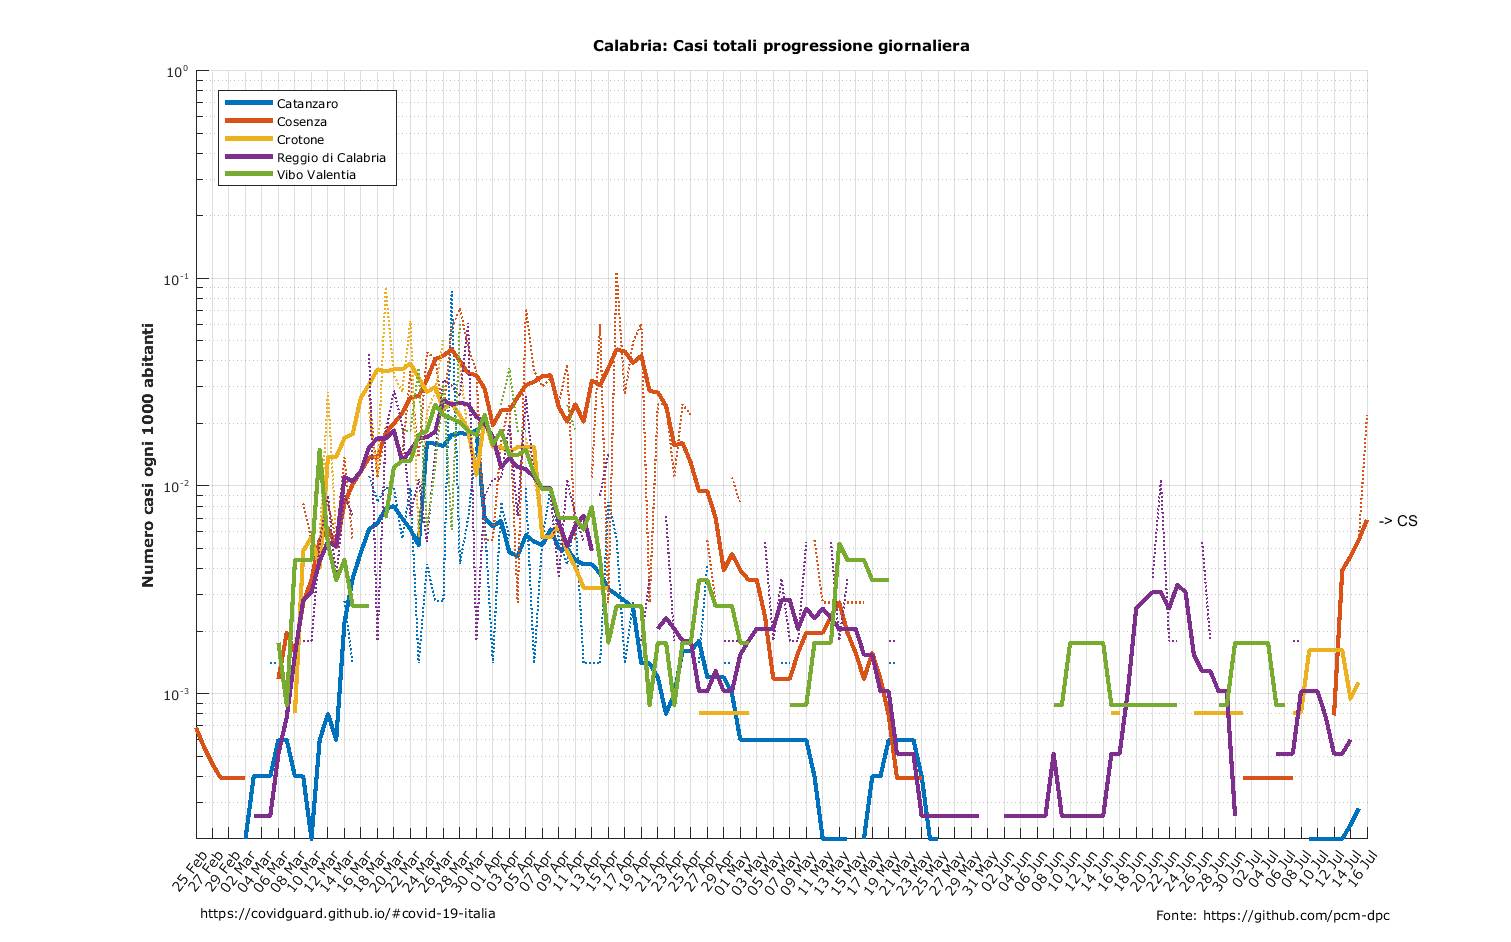 Calabria: Casi totali progressione giornaliera
10^0
10^-1
10^-2
10^-3
Numero casi ogni 1000 abitanti
Catanzaro
Cosenza
Crotone
Reggio di Calabria
Vibo Valentia
-> CS
25 Feb
27 Feb
29 Feb
02 Mar
04 Mar
06 Mar
08 Mar
10 Mar
12 Mar
14 Mar
16 Mar
18 Mar
20 Mar
22 Mar
24 Mar
26 Mar
28 Mar
30 Mar
01 Apr
03 Apr
05 Apr
07 Apr
09 Apr
11 Apr
13 Apr
15 Apr
17 Apr
19 Apr
21 Apr
23 Apr
25 Apr
27 Apr
29 Apr
01 May
03 May
05 May
07 May
09 May
11 May
13 May
15 May
17 May
19 May
21 May
23 May
25 May
27 May
29 May
31 May
02 Jun
04 Jun
06 Jun
08 Jun
10 Jun
12 Jun
14 Jun
16 Jun
18 Jun
20 Jun
22 Jun
24 Jun
26 Jun
28 Jun
30 Jun
02 Jul
04 Jul
06 Jul
08 Jul
10 Jul
12 Jul
14 Jul
16 Jul
https://covidguard.github.io/#covid-19-italia
Fonte: https://github.com/pcm-dpc